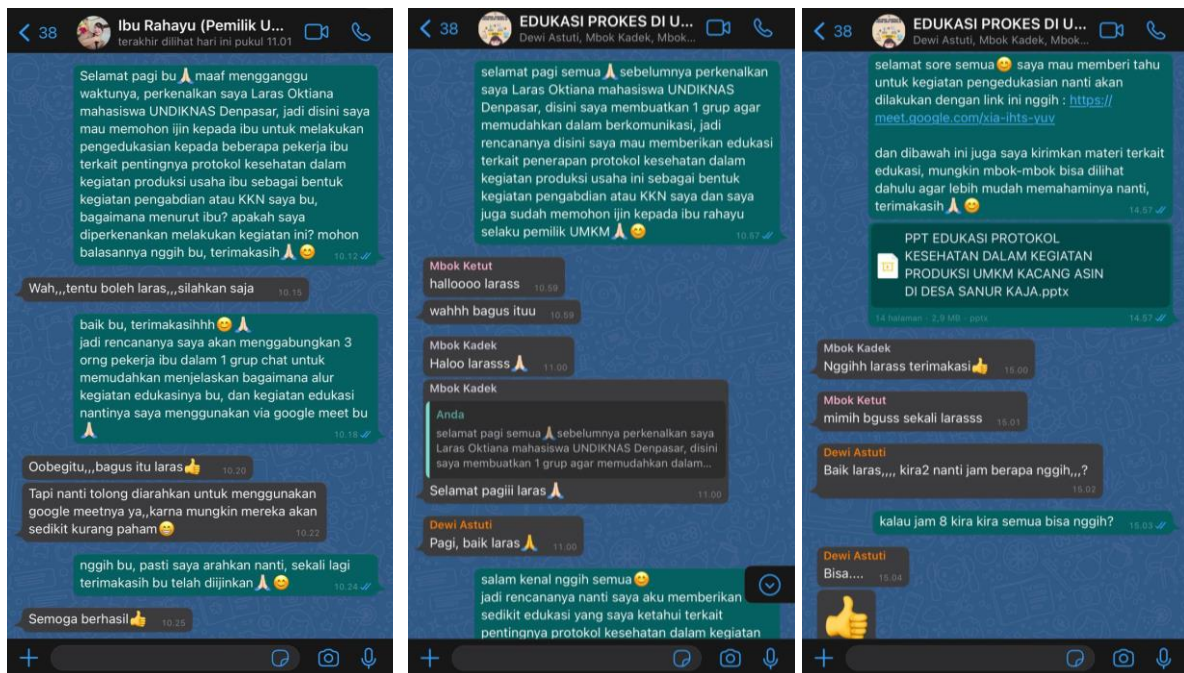 38
Ibu Rahayu (Pemilik U...
terakhir dilihat hari ini pukul 11.01
Selamat pagi bu🙏🏻 maaf mengganggu
waktunya, perkenalkan saya Laras Oktiana
mahasiswa UNDIKNAS Denpasar, jadi disini saya
mau memohon ijin kepada ibu untuk melakukan
pengedukasian kepada beberapa pekerja ibu
terkait pentingnya protokol kesehatan dalam
kegiatan produksi usaha ibu sebagai bentuk
kegiatan pengabdian atau KKN saya bu,
bagaimana menurut ibu? apakah saya
diperkenankan melakukan kegiatan ini? mohon
balasannya nggih bu, terimakasih🙏🏻😊
10.12
Wah,,,tentu boleh laras,,,silahkan saja
10.15
baik bu, terimakasihhh😊🙏🏻
jadi rencananya saya akan menggabungkan 3
orng pekerja ibu dalam 1 grup chat untuk
memudahkan menjelaskan bagaimana alur
kegiatan edukasinya bu, dan kegiatan edukasi
nantinya saya menggunakan via google meet bu
🙏🏻
10.18
Oobegitu,,,bagus itu laras👍
10.20
Tapi nanti tolong diarahkan untuk menggunakan
google meetnya ya,,karna mungkin mereka akan
sedikit kurang paham😁
10.22
nggih bu, pasti saya arahkan nanti, sekali lagi
terimakasih bu telah diijinkan🙏🏻😊
10.24
Semoga berhasil👍
10.25
38
EDUKASI PROKES DI U...
Dewi Astuti, Mbok Kadek, Mbok...
selamat pagi semua🙏🏻 sebelumnya perkenalkan
saya Laras Oktiana mahasiswa UNDIKNAS
Denpasar, disini saya membuatkan 1 grup agar
memudahkan dalam berkomunikasi, jadi
rencananya disini saya mau memberikan edukasi
terkait penerapan protokol kesehatan dalam
kegiatan produksi usaha ini sebagai bentuk
kegiatan pengabdian atau KKN saya dan saya
juga sudah memohon ijin kepada ibu rahayu
selaku pemilik UMKM🙏🏻😊
10.57
Mbok Ketut
halloooo larass
10.59
wahhh bagus ituu
10.59
Mbok Kadek
Haloo larasss🙏🏻
11.00
Mbok Kadek
Anda
selamat pagi semua🙏🏻 sebelumnya perkenalkan saya
Laras Oktiana mahasiswa UNDIKNAS Denpasar, disini
saya membuatkan 1 grup agar memudahkan dalam...
Selamat pagiii laras🙏🏻
11.00
Dewi Astuti
Pagi, baik laras🙏
11.00
salam kenal nggih semua😊
jadi rencananya nanti saya aku memberikan
sedikit edukasi yang saya ketahui terkait
pentingnya protokol kesehatan dalam kegiatan
38
EDUKASI PROKES DI U...
Dewi Astuti, Mbok Kadek, Mbok...
selamat sore semua😊 saya mau memberi tahu
untuk kegiatan pengedukasian nanti akan
dilakukan dengan link ini nggih : https://
meet.google.com/xia-ihts-yuv
dan dibawah ini juga saya kirimkan materi terkait
edukasi, mungkin mbok-mbok bisa dilihat
dahulu agar lebih mudah memahaminya nanti,
terimakasih🙏🏻😊
14.57
PPT EDUKASI PROTOKOL
KESEHATAN DALAM KEGIATAN
PRODUKSI UMKM KACANG ASIN
DI DESA SANUR KAJA.pptx
14 halaman • 2,9 MB • pptx
14.57
Mbok Kadek
Nggihh larass terimakasi👍
15.00
Mbok Ketut
mimih bguss sekali larasss
15.01
Dewi Astuti
Baik laras,,,, kira2 nanti jam berapa nggih,,,?
15.02
kalau jam 8 kira kira semua bisa nggih?
15.03
Dewi Astuti
Bisa....
15.04
👍